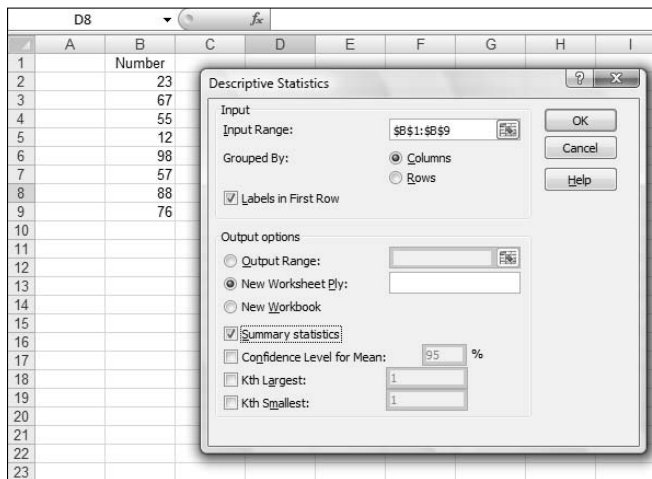 D8 fx
A B C D E F G H I
1 Number
2 23
3 67
4 55
5 12
6 98
7 57
8 88
9 76
10
11
12
13
14
15
16
17
18
19
20
21
22
23
Descriptive Statistics
Input
Input Range: $B$1:$B$9
Grouped By: Columns
Rows
Labels in First Row
OK
Cancel
Help
Output options
Output Range:
New Worksheet Ply:
New Workbook
Summary statistics
Confidence Level for Mean: 95 %
Kth Largest: 1
Kth Smallest: 1